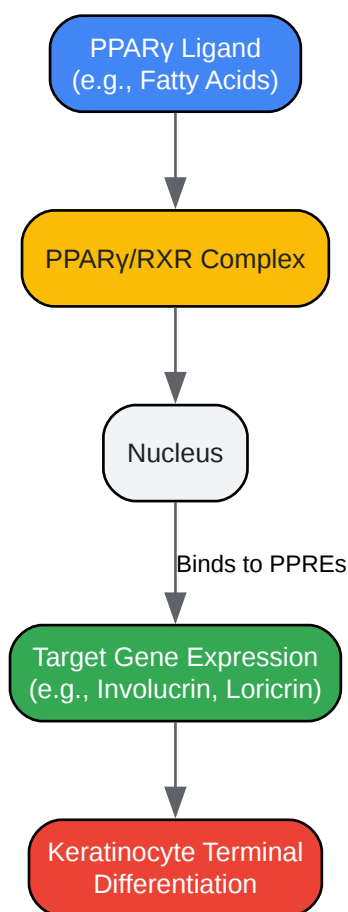 PPARγ Ligand
(e.g., Fatty Acids)
PPARγ/RXR Complex
Nucleus
Binds to PPREs
Target Gene Expression
(e.g., Involucrin, Loricrin)
Keratinocyte Terminal
Differentiation